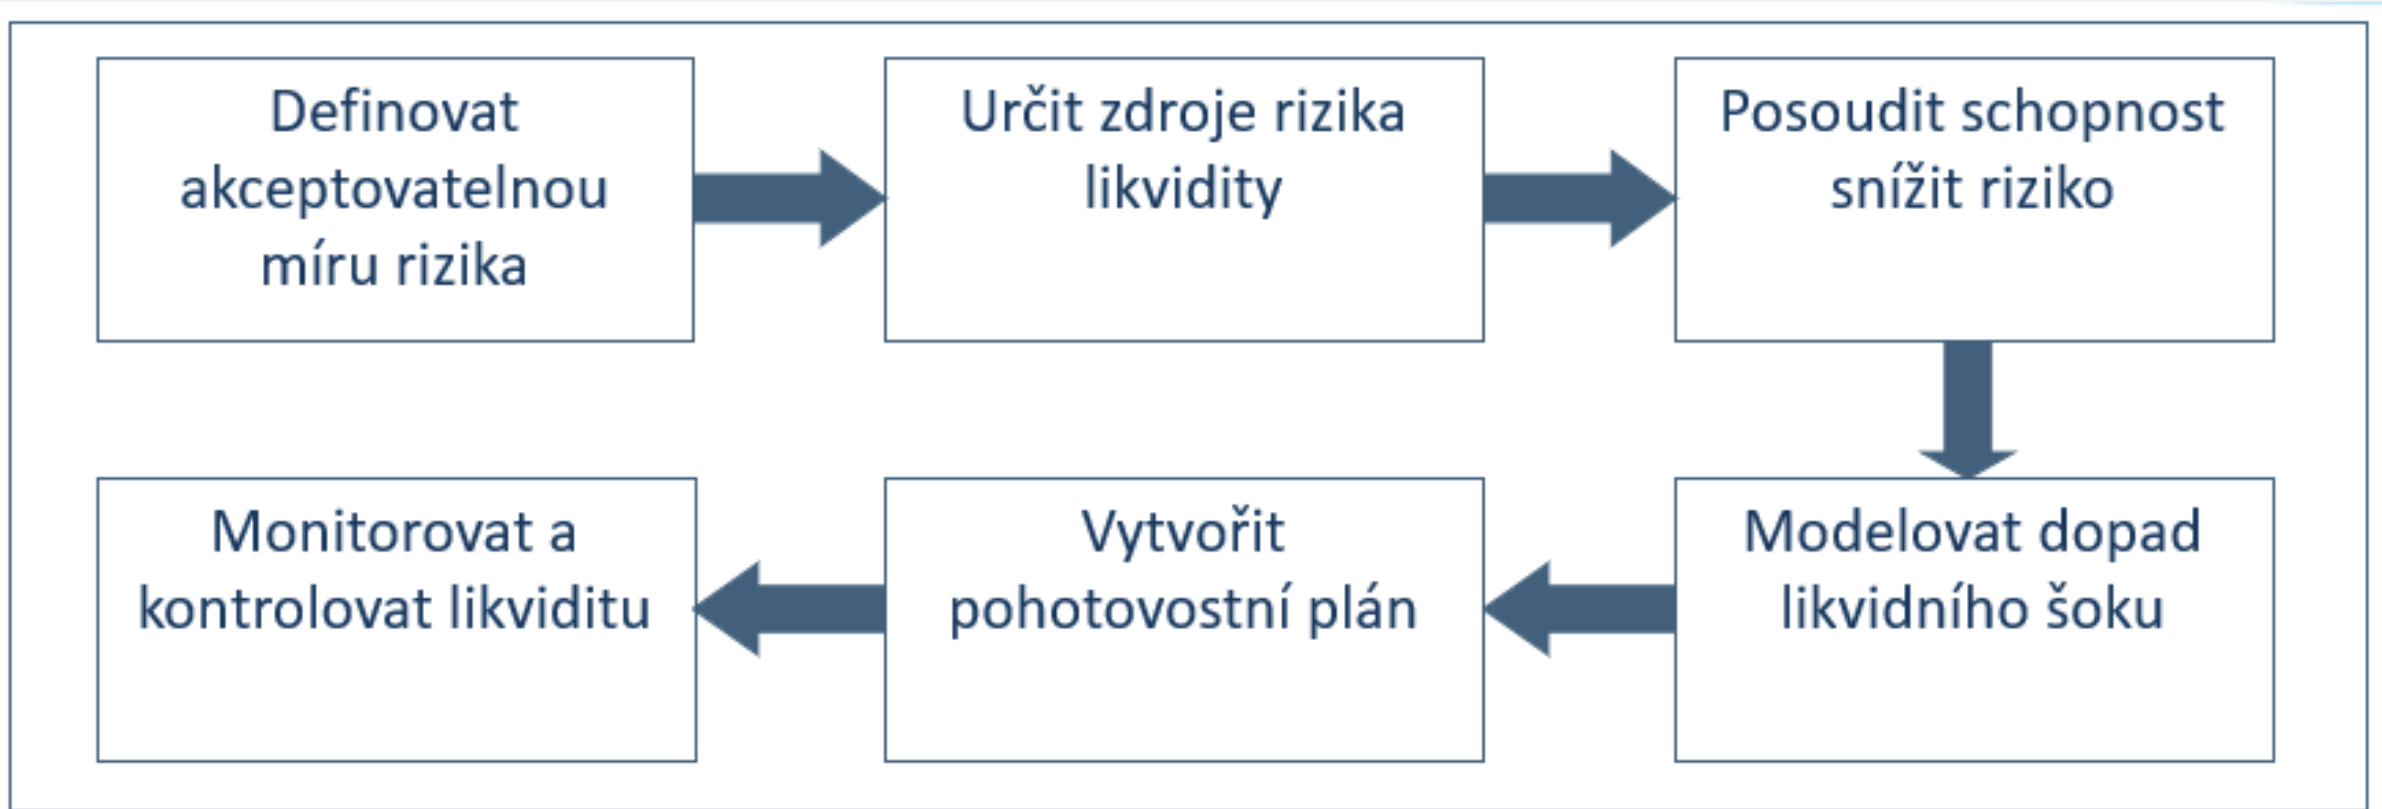 Definovat
akceptovatelnou
míru rizika
Určit zdroje rizika
likvidity
Posoudit schopnost
snížit riziko
Modelovat dopad
likvidního šoku
Vytvořit
pohotovostní plán
Monitorovat a
kontrolovat likviditu